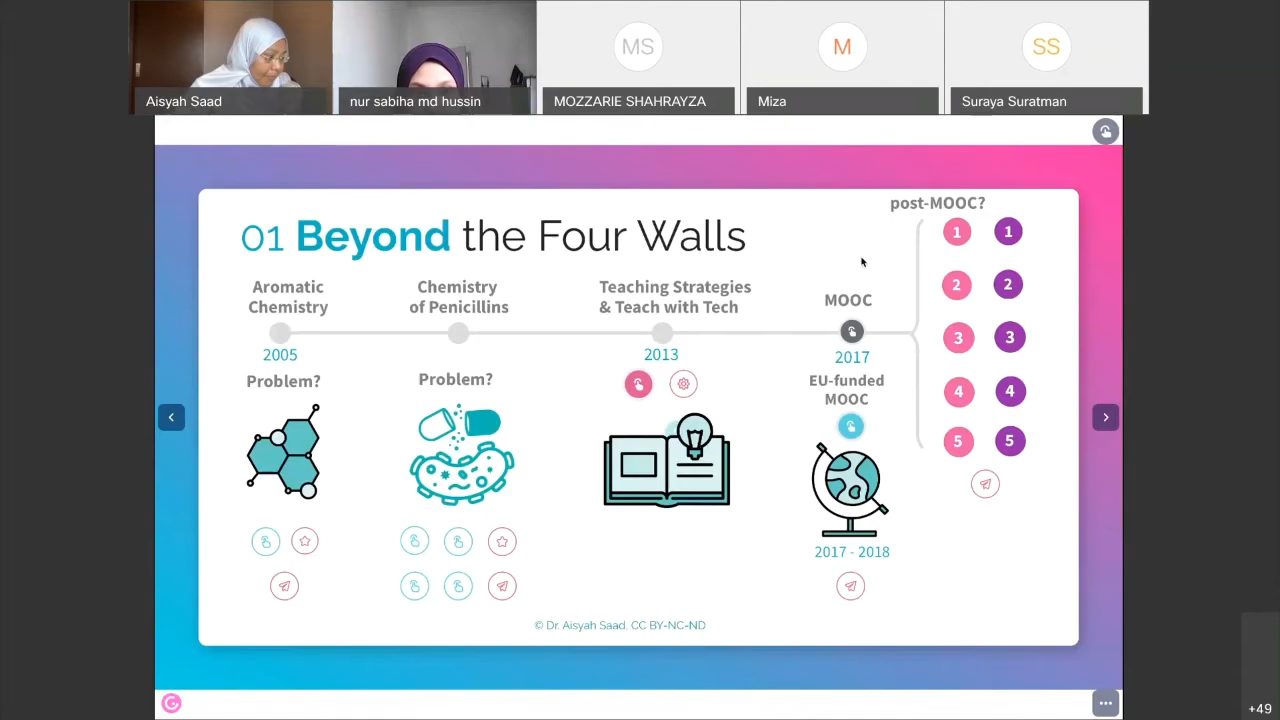 MS
M
SS
Aisyah Saad
nur sabiha md hussin
MOZZARIE SHAHRAYZA
Miza
Suraya Suratman
post-MOOC?
01 Beyond the Four Walls
1 1
2 2
3 3
4 4
5 5
Aromatic
Chemistry
Chemistry
of Penicillins
Teaching Strategies
& Teach with Tech
MOOC
2005
2013
2017
Problem?
Problem?
EU-funded
MOOC
2017 - 2018
© Dr. Aisyah Saad. CC BY-NC-ND
+49